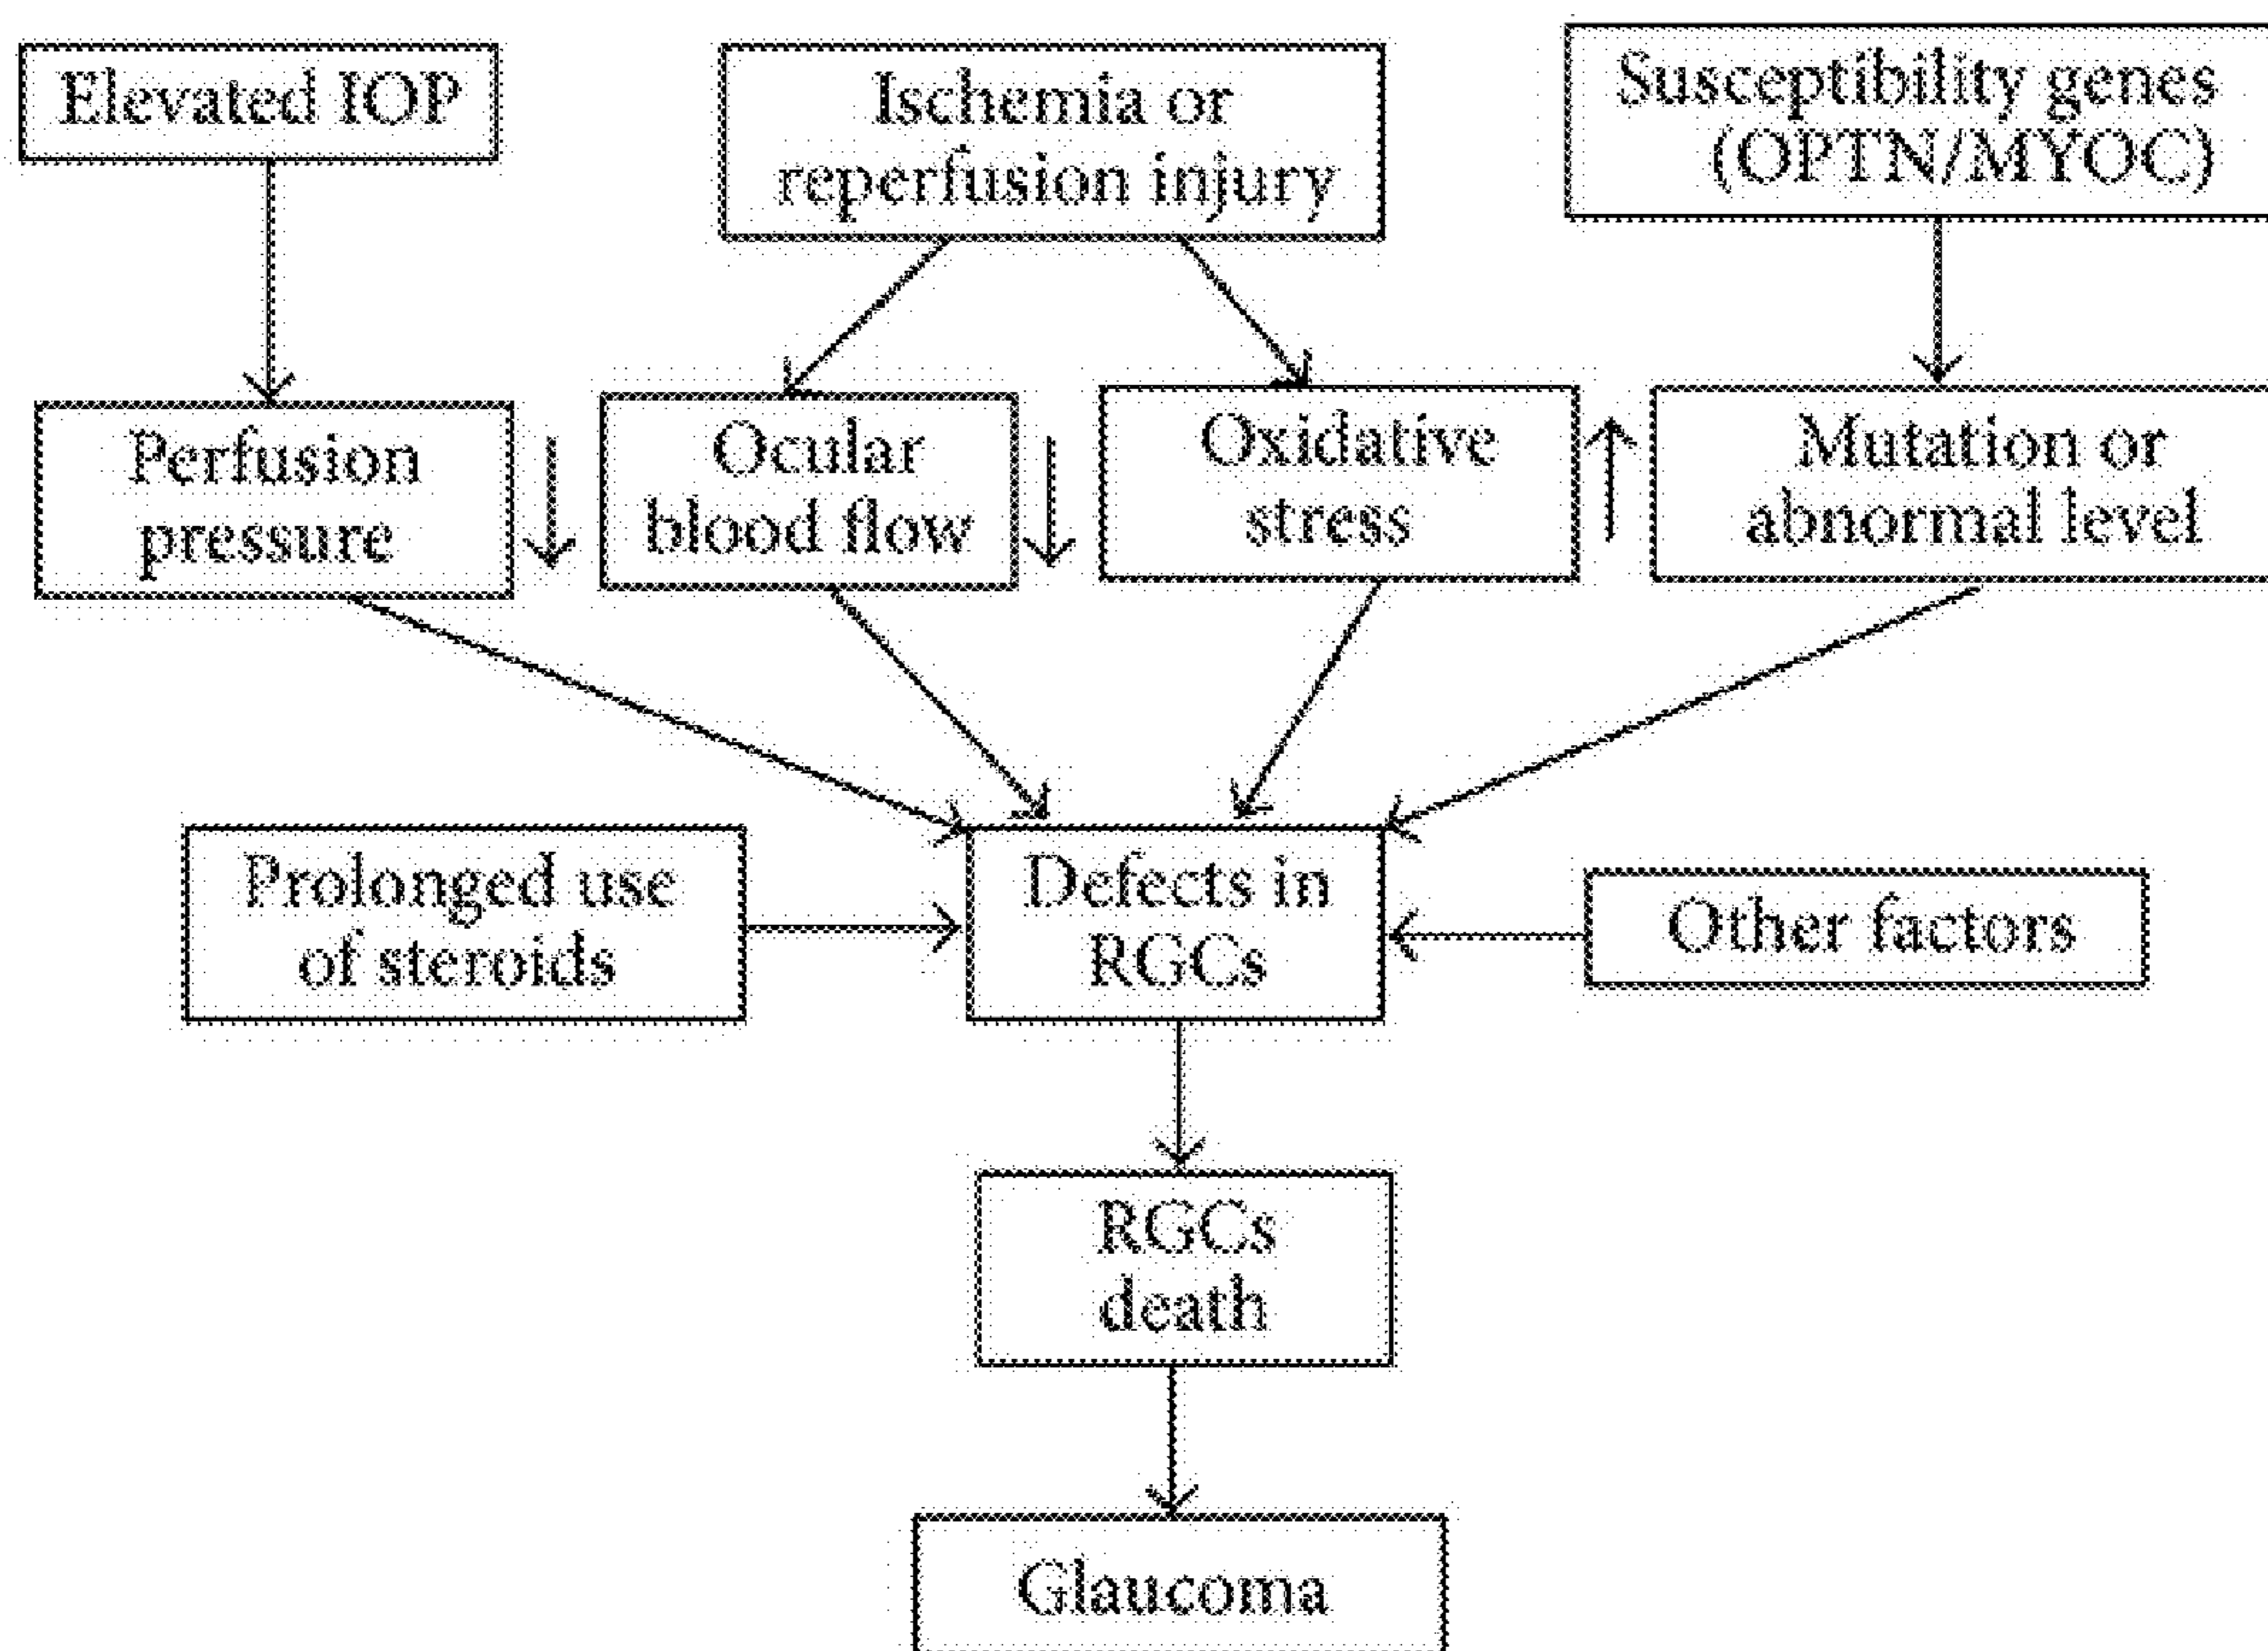 Elevated IOP
Ischemia or
reperfusion injury
Susceptibility genes
(OPTN/MYOC)
Perfusion
pressure
Ocular
blood flow
Oxidative
stress
Mutation or
abnormal level
Prolonged use
of steroids
Defects in
RGCs
Other factors
RGCs
death
Glaucoma